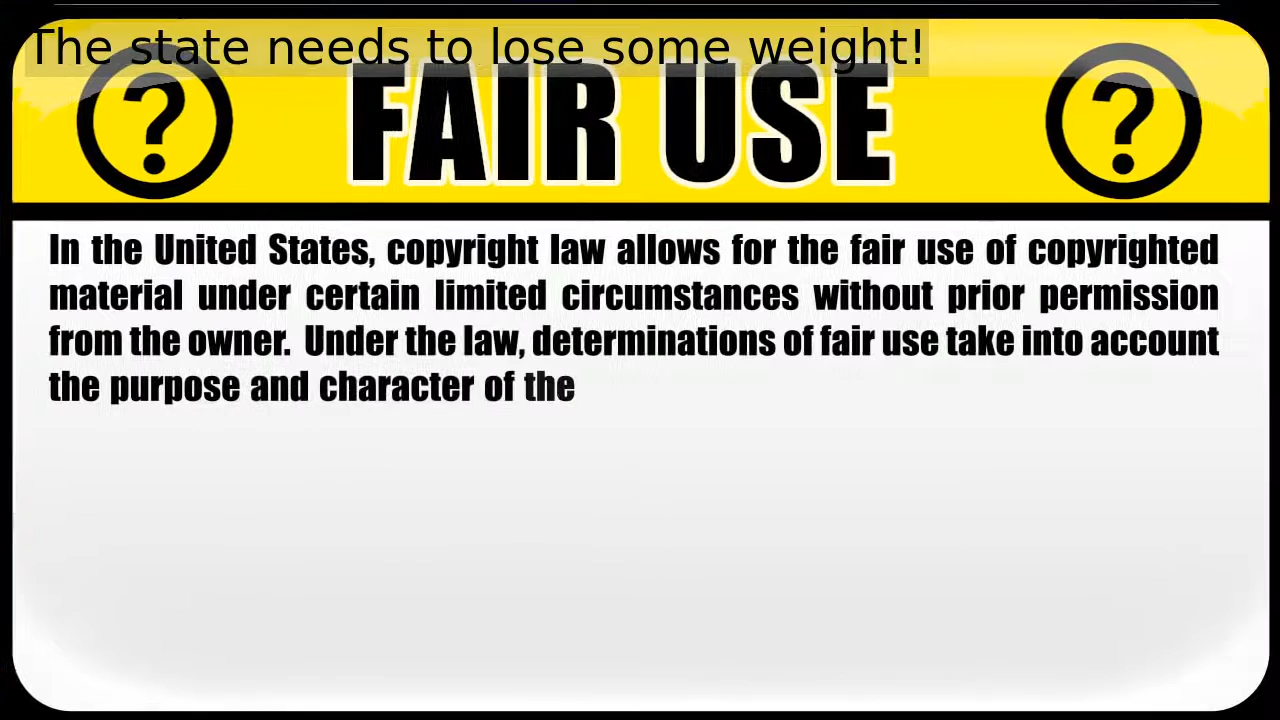 The state needs to lose some weight!
? FAIR USE ?
In the United States, copyright law allows for the fair use of copyrighted
material under certain limited circumstances without prior permission
from the owner.  Under the law, determinations of fair use take into account
the purpose and character of the